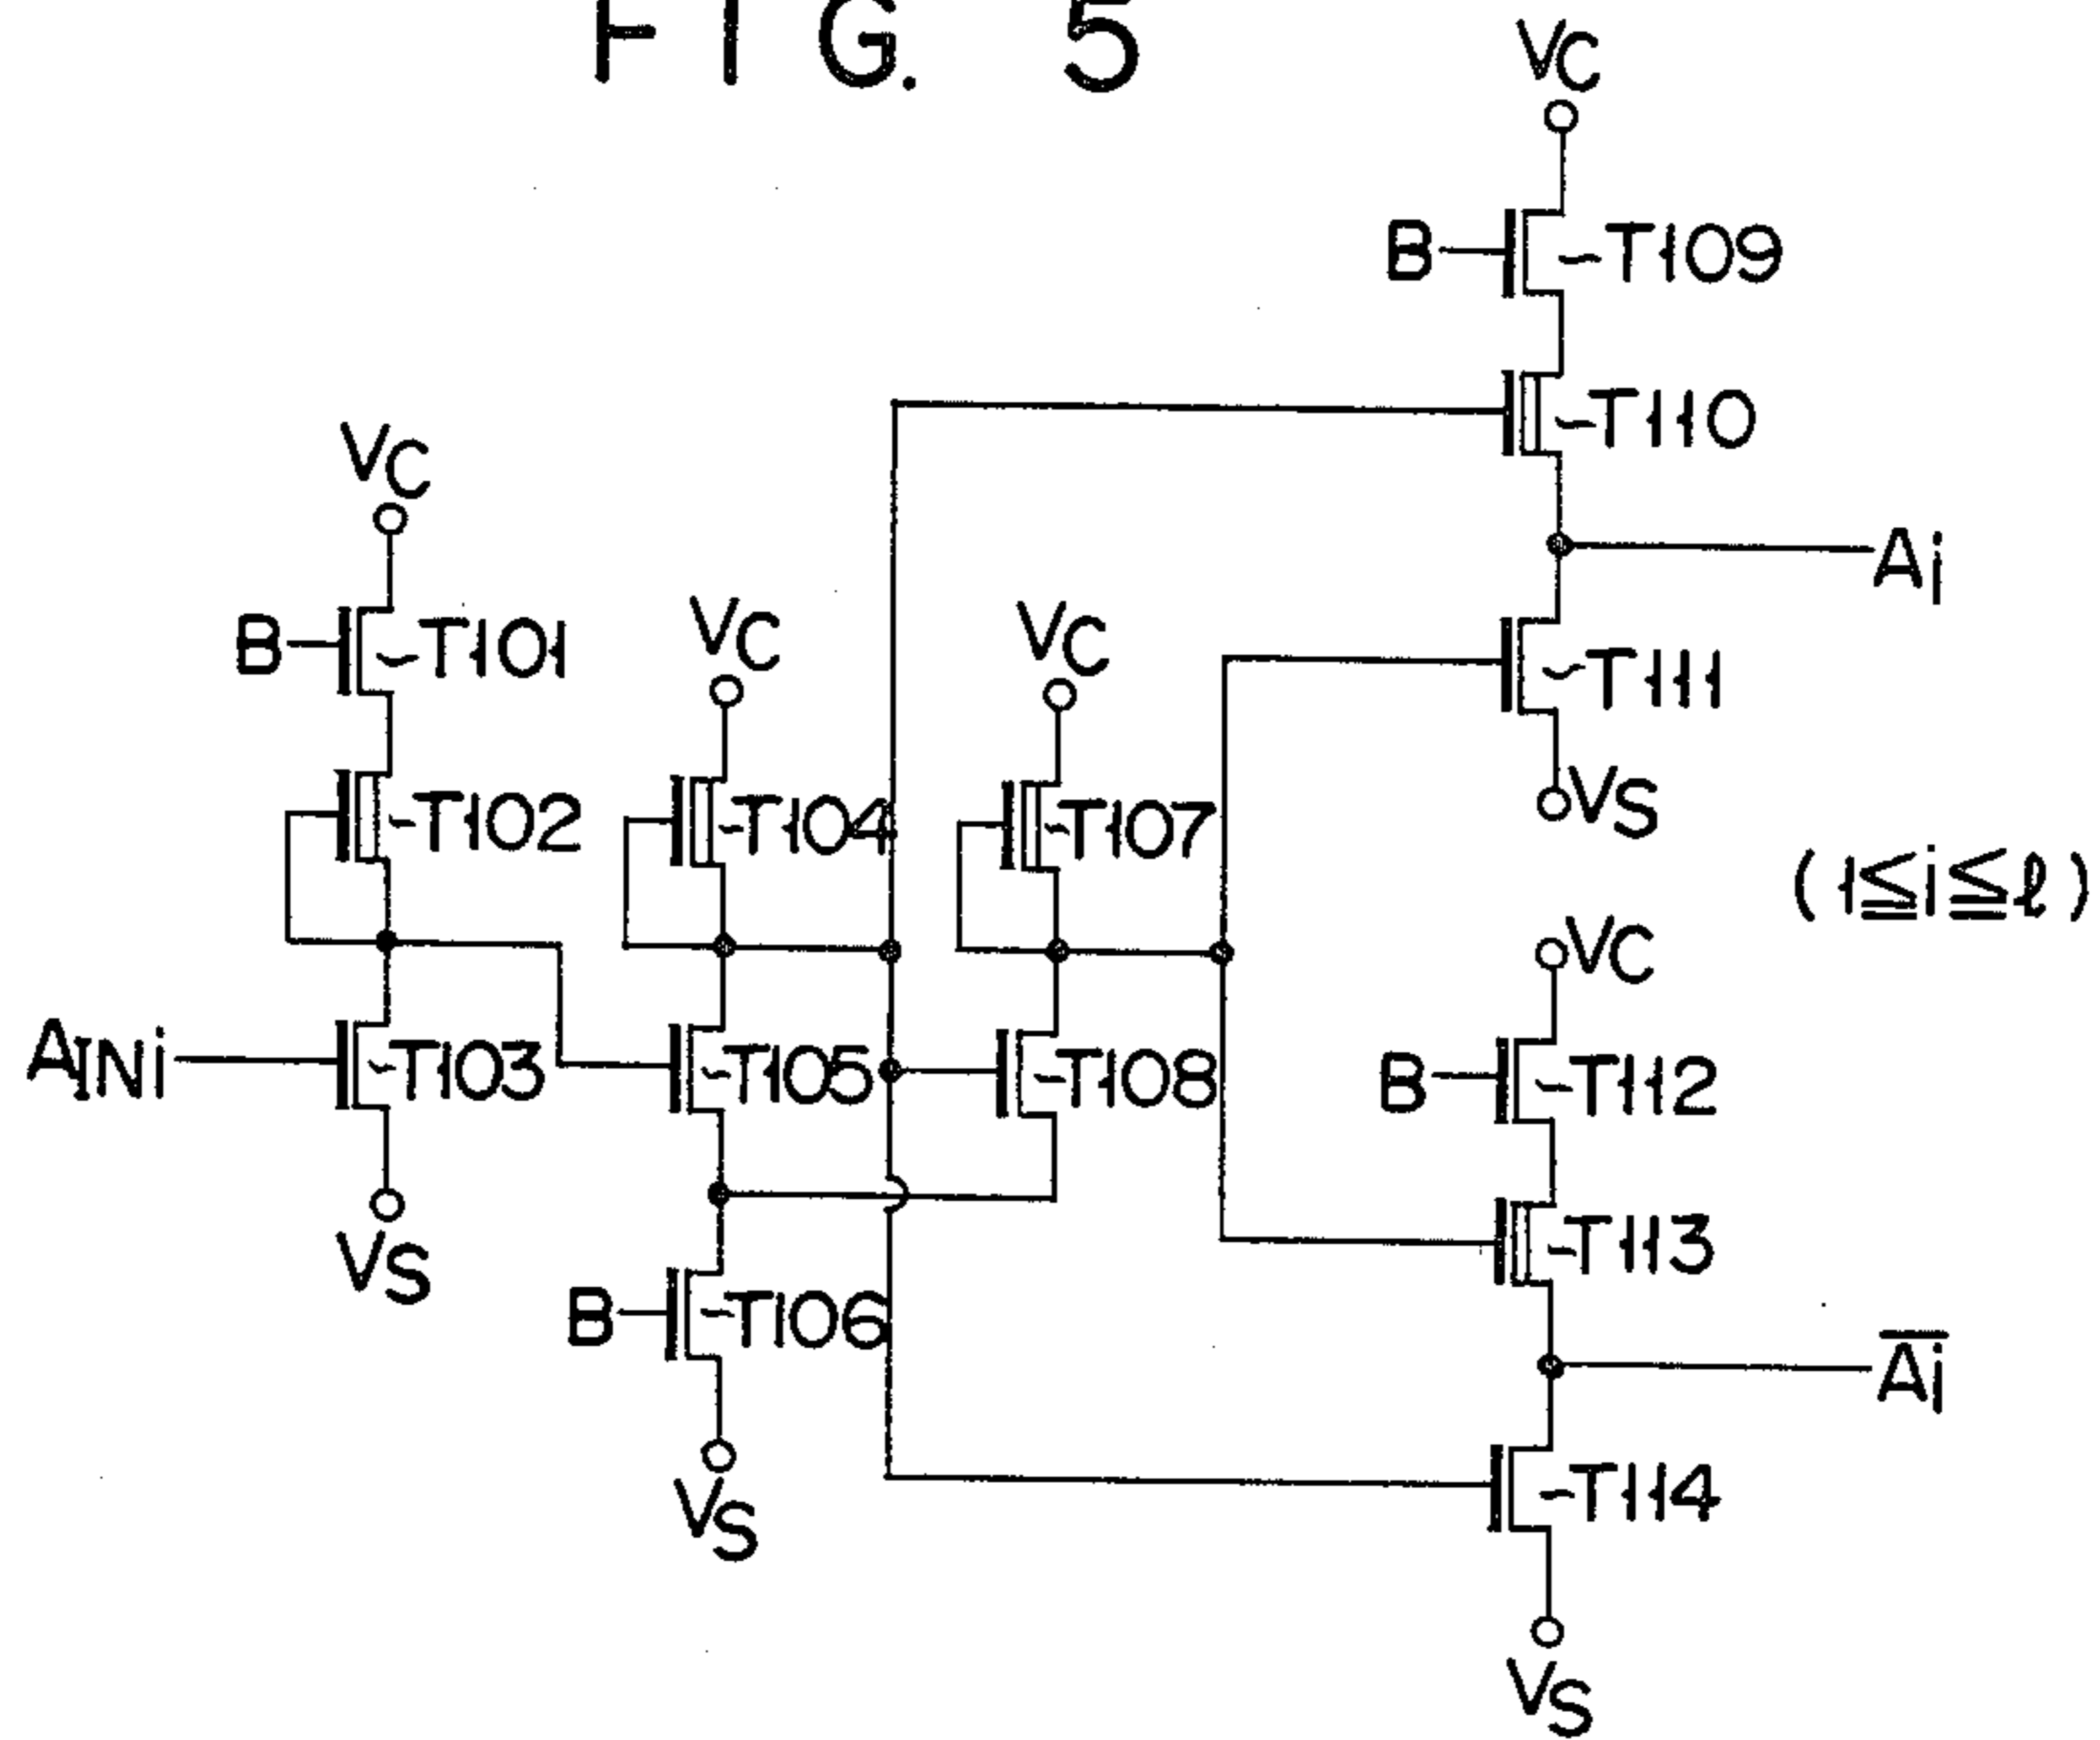 FIG. 5
VC
B T109
T110
VC
Ai
B T101
VC
VC
T111
VS
T102
T104
T107
(1≦i≦ℓ)
VC
AINi
T103
T105
T108
B T112
VS
T113
B T106
Ai̅
VS
T114
VS